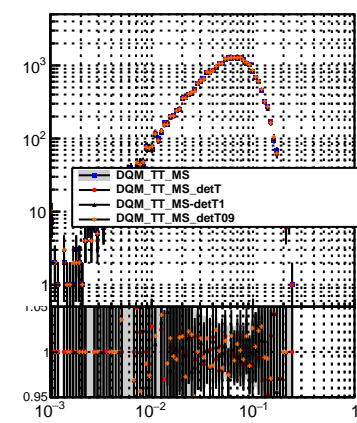 10³
10²
DQM_TT_MS
DQM_TT_MS_detT
DQM_TT_MS-detT1
DQM_TT_MS_detT09
10
1
1.05
1
0.95
10⁻³ 10⁻² 10⁻¹ 1